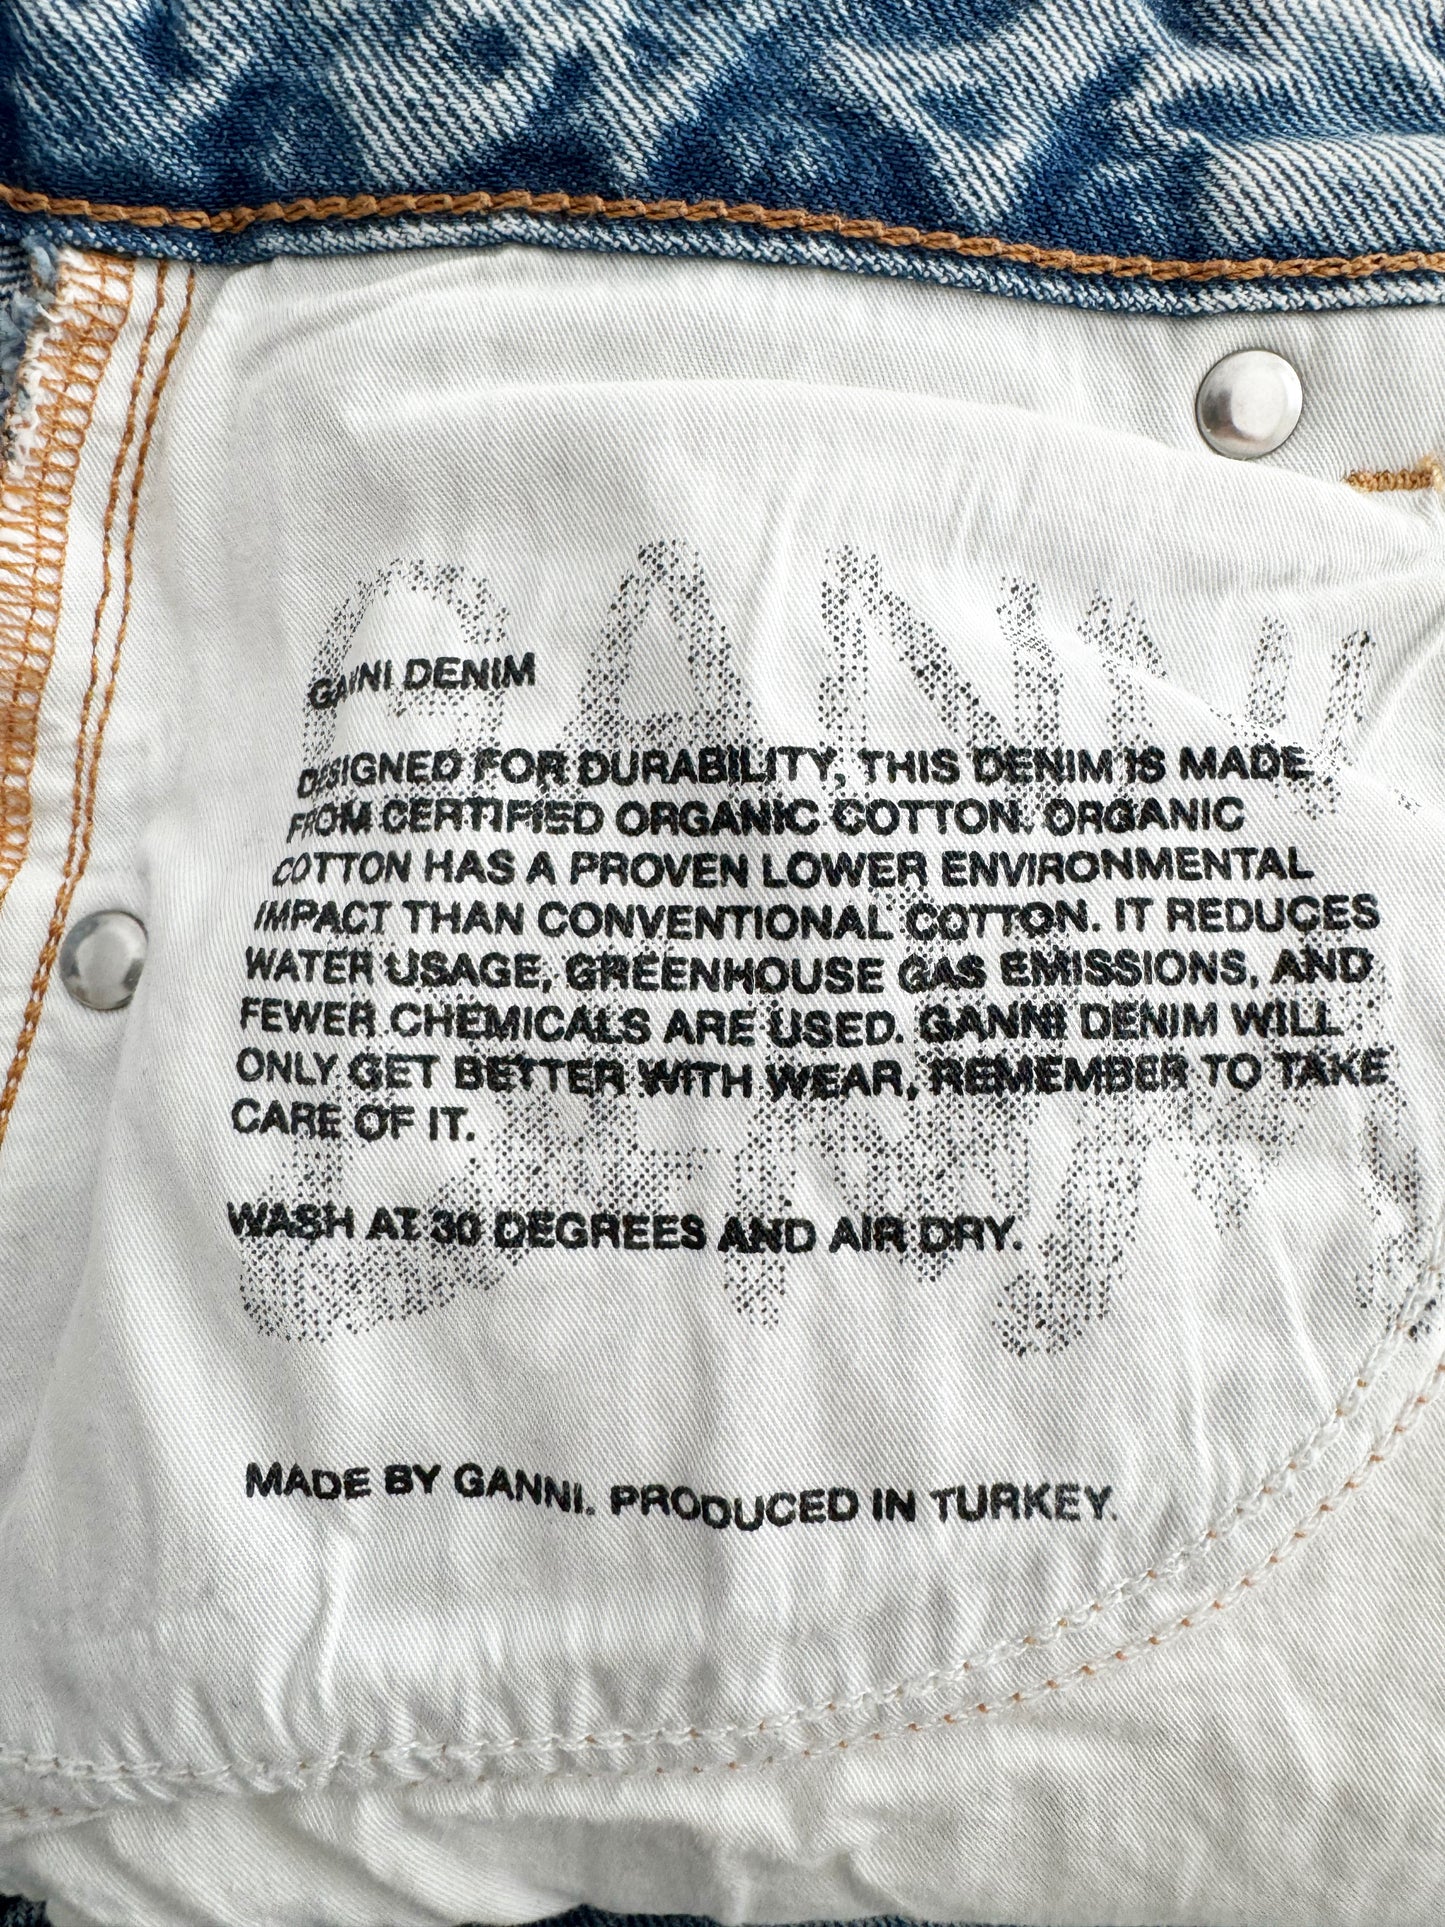 GANNI
GANNI DENIM
DESIGNED FOR DURABILITY, THIS DENIM IS MADE
FROM CERTIFIED ORGANIC COTTON. ORGANIC
COTTON HAS A PROVEN LOWER ENVIRONMENTAL
IMPACT THAN CONVENTIONAL COTTON. IT REDUCES
WATER USAGE, GREENHOUSE GAS EMISSIONS, AND
FEWER CHEMICALS ARE USED. GANNI DENIM WILL
ONLY GET BETTER WITH WEAR, REMEMBER TO TAKE
CARE OF IT.
WASH AT 30 DEGREES AND AIR DRY.
MADE BY GANNI. PRODUCED IN TURKEY.